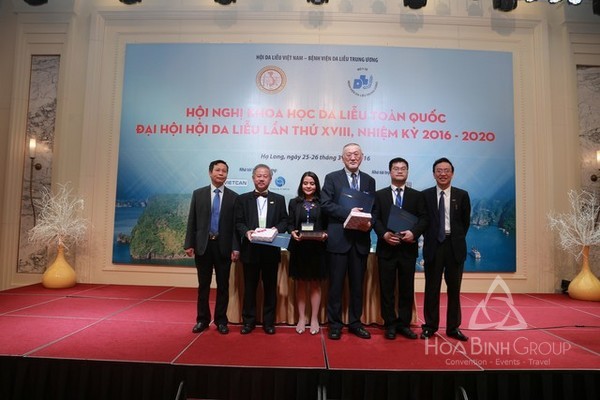 HỘI DA LIỄU VIỆT NAM – BỆNH VIỆN DA LIỄU TRUNG ƯƠNG
HỘI NGHỊ KHOA HỌC DA LIỄU TOÀN QUỐC
ĐẠI HỘI HỘI DA LIỄU LẦN THỨ XVIII, NHIỆM KỲ 2016 - 2020
Hạ Long, ngày 25-26 tháng
16
HOA BINH GROUP
Convention - Events - Travel